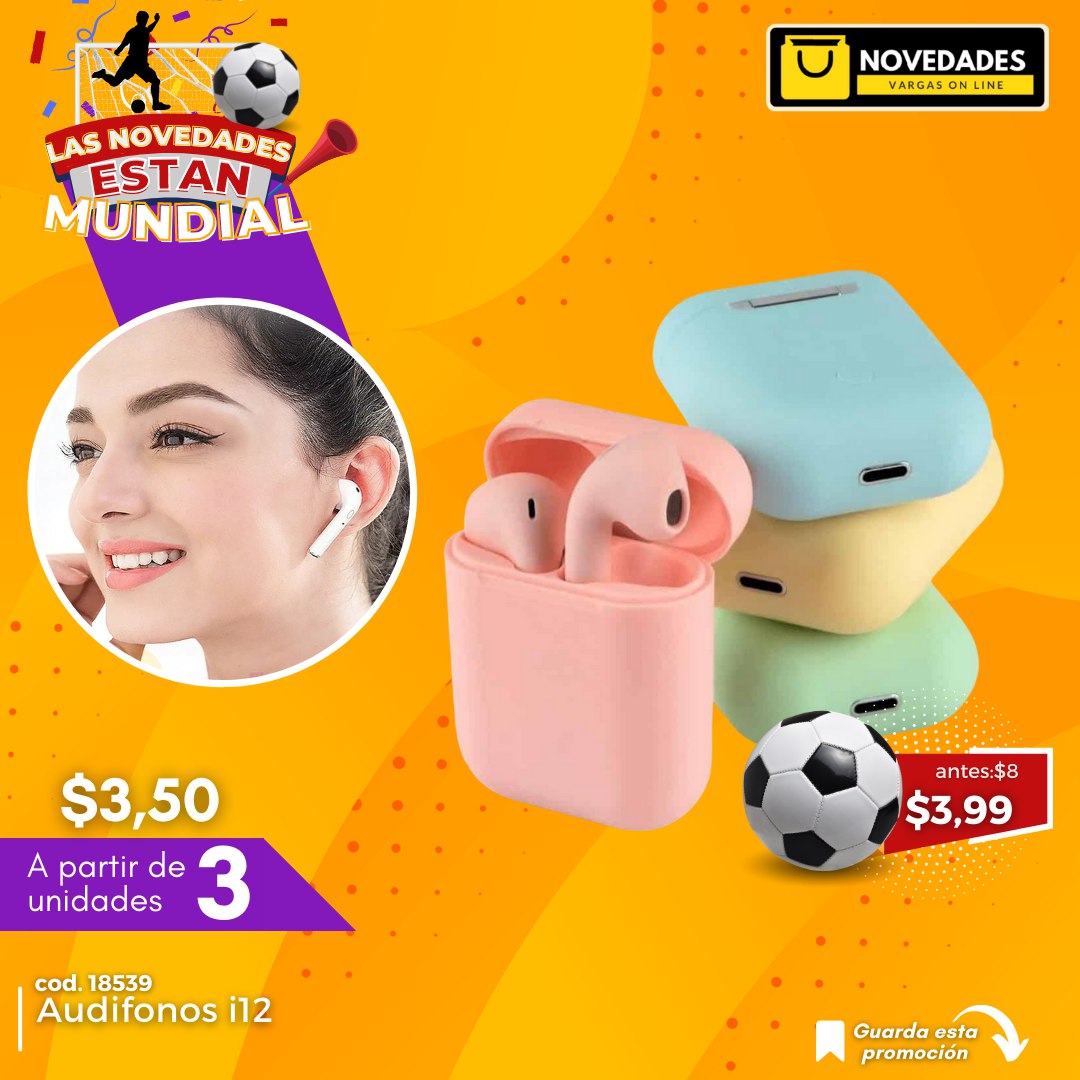 LAS NOVEDADES
ESTAN
MUNDIAL
NOVEDADES
VARGAS ON LINE
antes:$8
$3,99
$3,50
A partir de 3
unidades
cod. 18539
Audifonos i12
Guarda esta
promoción